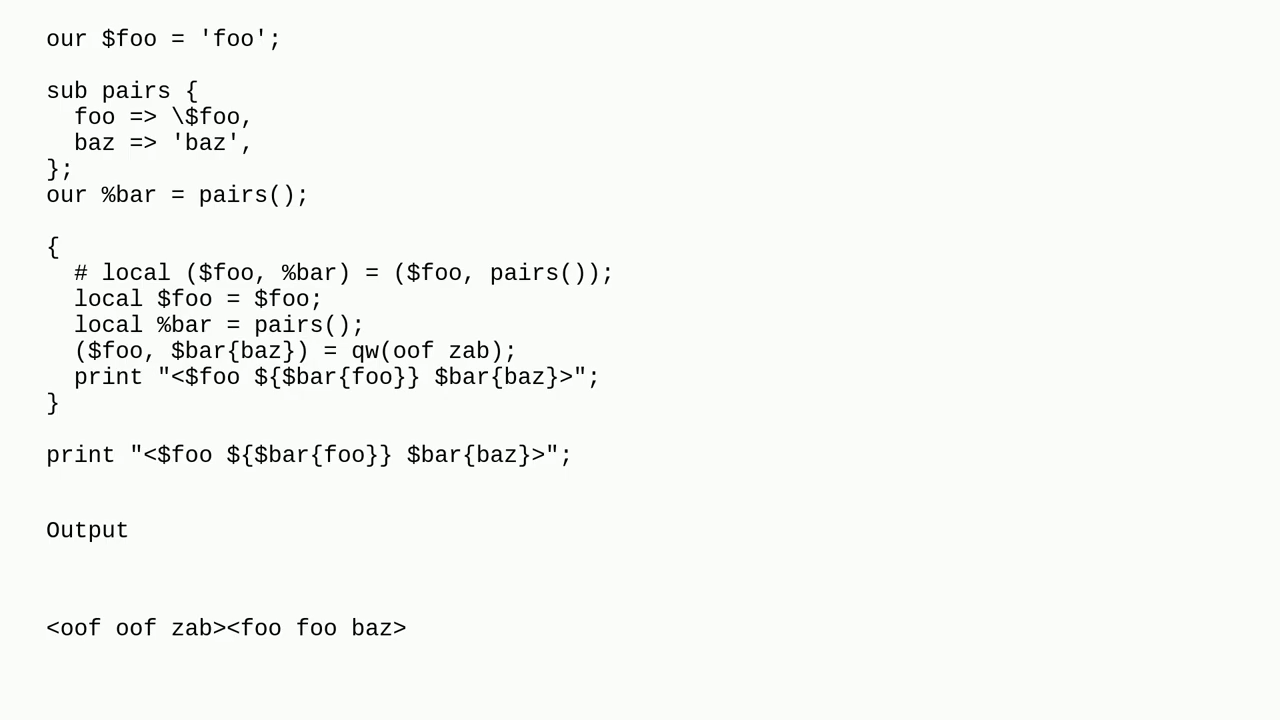 our $foo = 'foo';
sub pairs {
  foo => \$foo,
  baz => 'baz',
};
our %bar = pairs();
{
  # local ($foo, %bar) = ($foo, pairs());
  local $foo = $foo;
  local %bar = pairs();
  ($foo, $bar{baz}) = qw(oof zab);
  print "<$foo ${$bar{foo}} $bar{baz}>";
}
print "<$foo ${$bar{foo}} $bar{baz}>";
Output
<oof oof zab><foo foo baz>